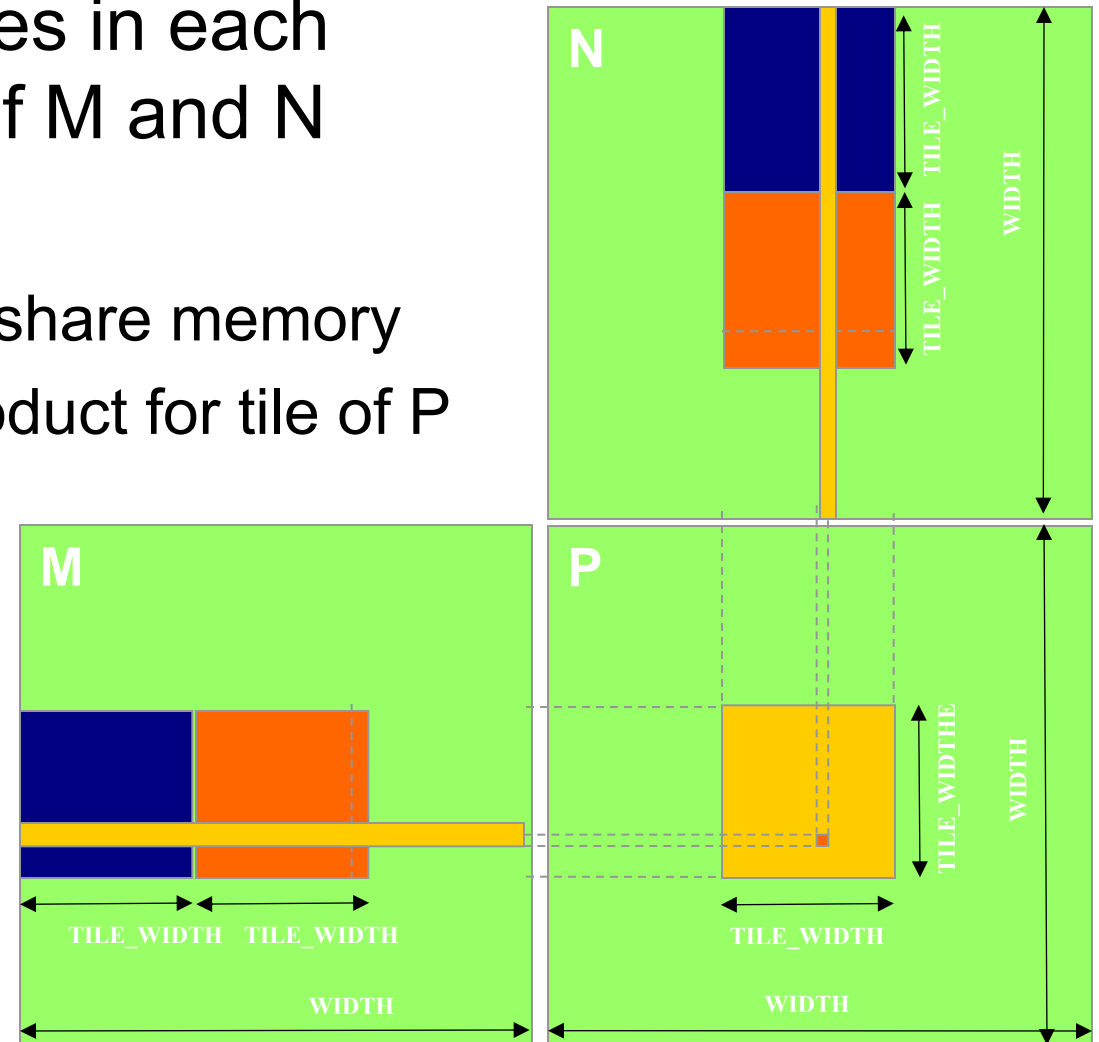 es in each
f M and N
share memory
oduct for tile of P
N
TILE_WIDTH
TILE_WIDTH
WIDTH
M
TILE_WIDTH TILE_WIDTH
WIDTH
P
TILE_WIDTHE
WIDTH
TILE_WIDTH
WIDTH